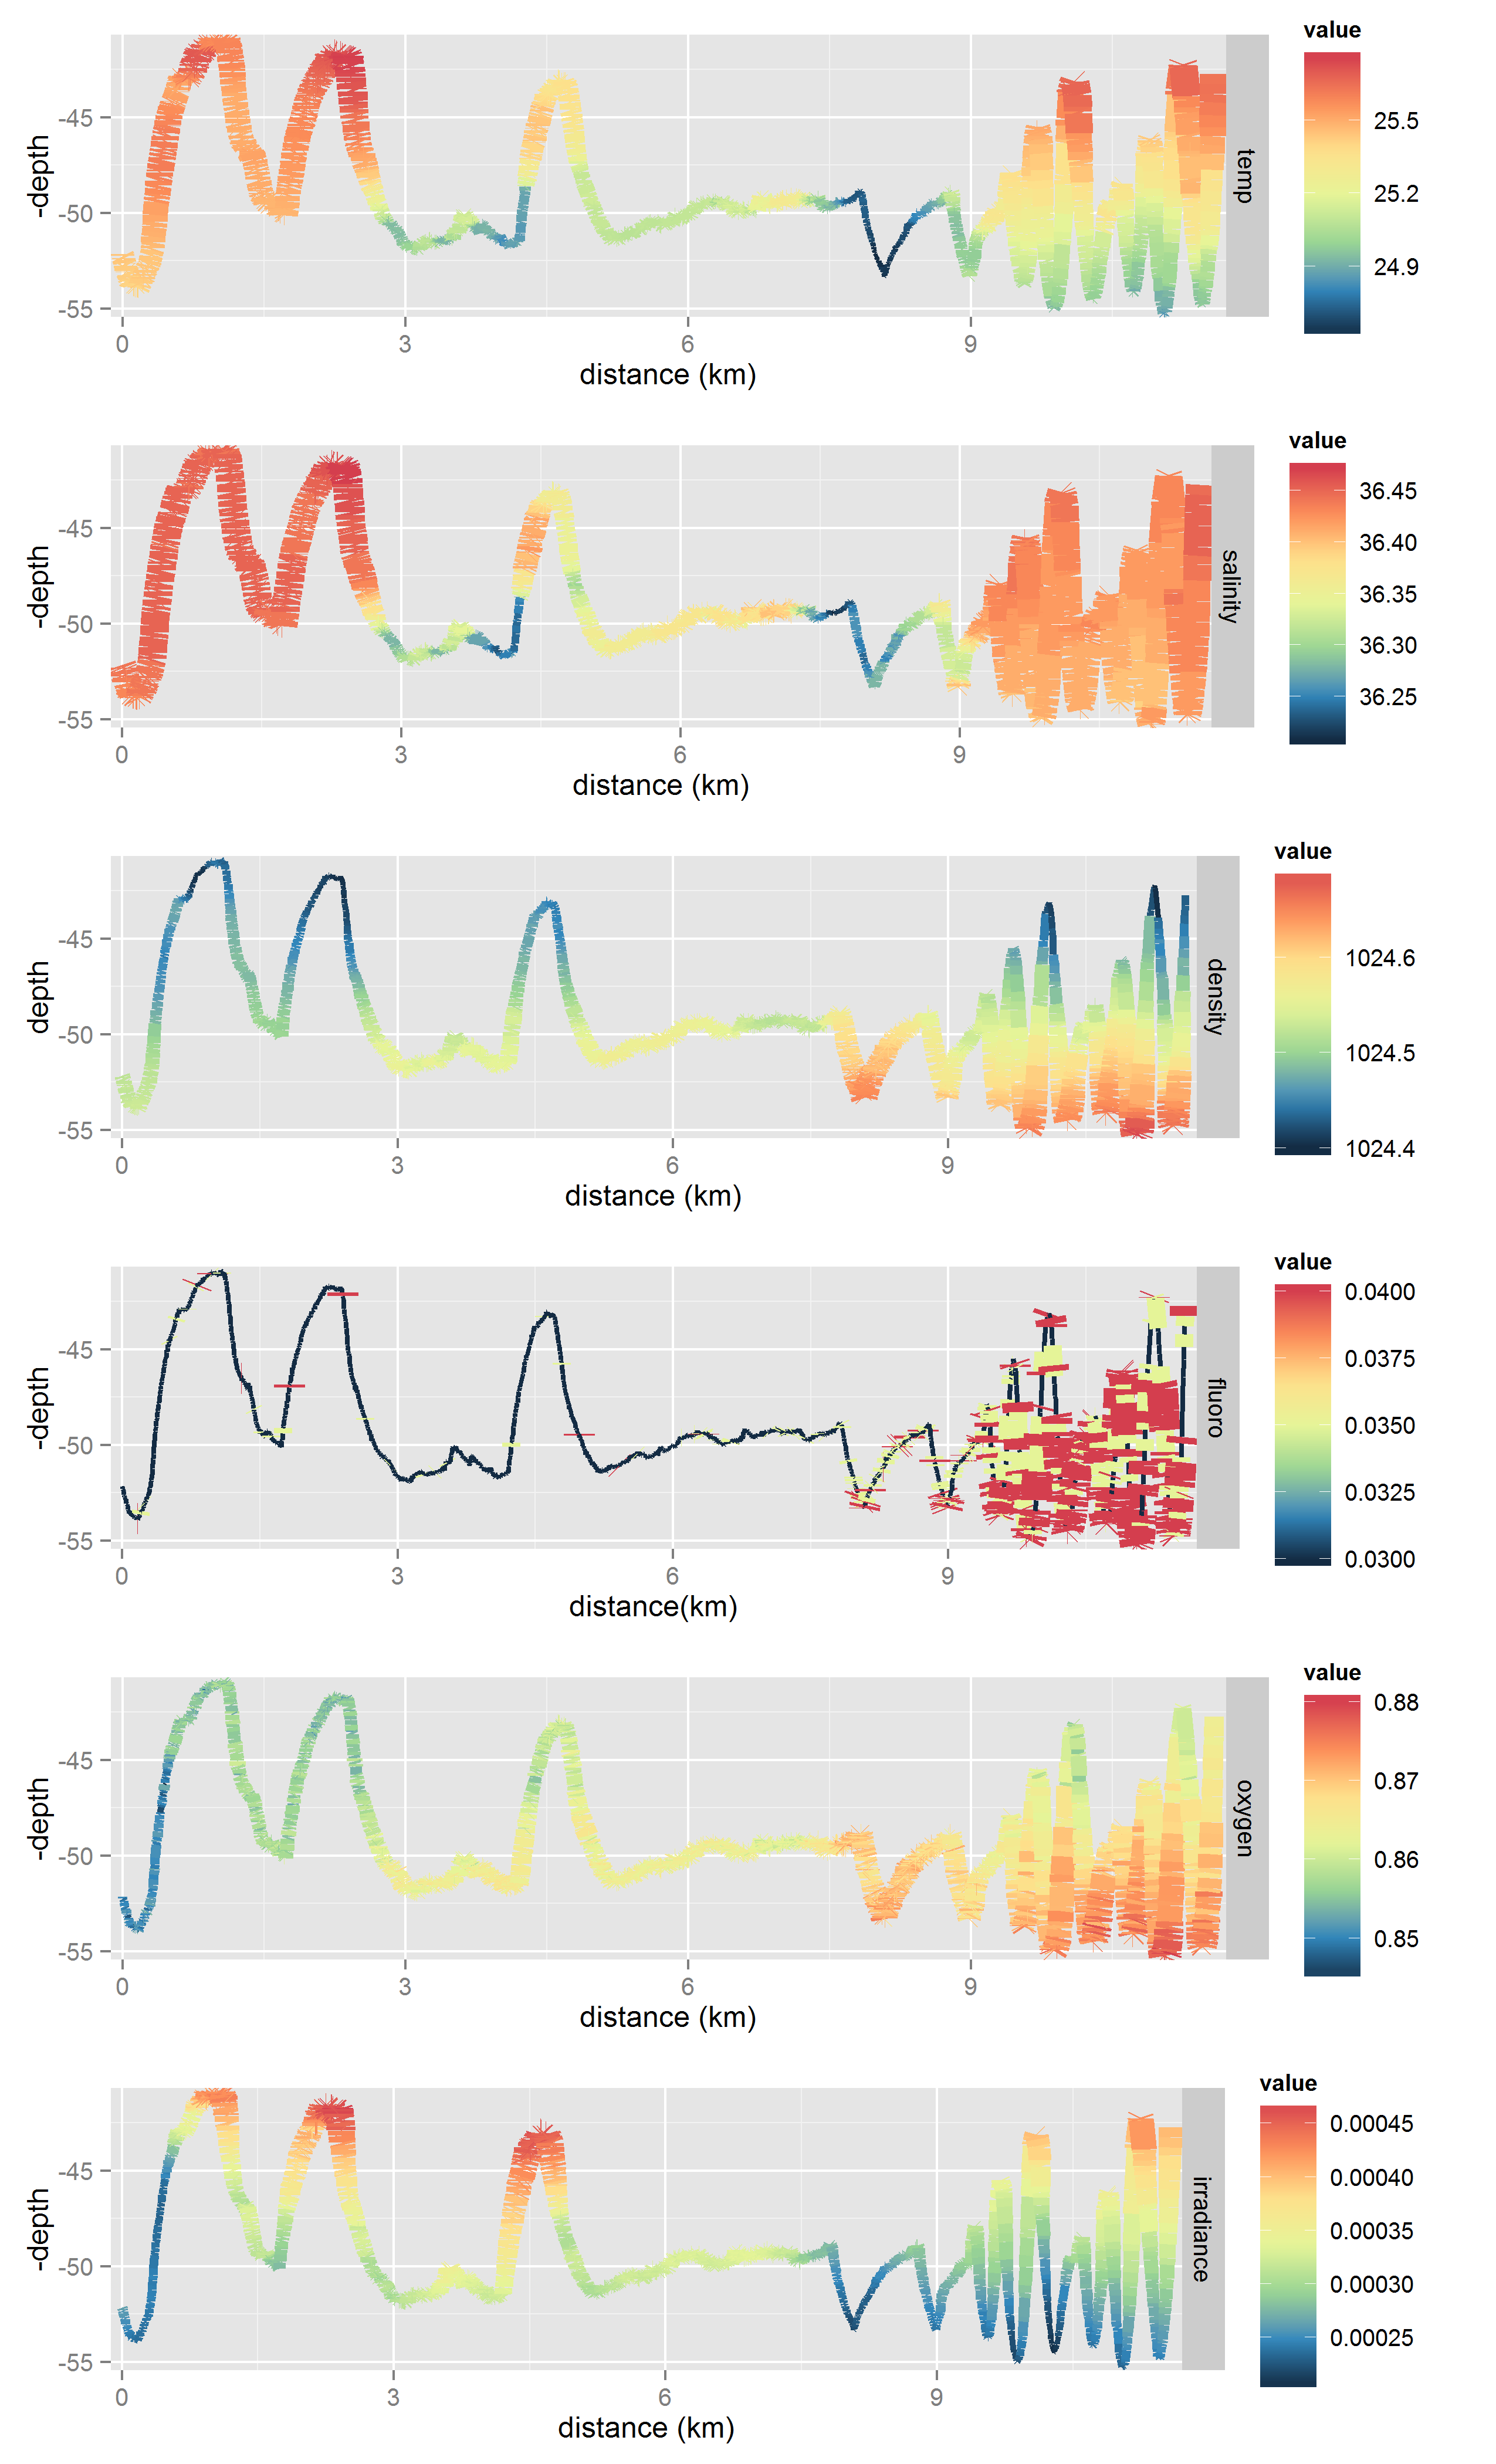 value
-45
-50
-55
-depth
temp
25.5
25.2
24.9
0 3 6 9
distance (km)
value
-45
-50
-55
-depth
salinity
36.45
36.40
36.35
36.30
36.25
0 3 6 9
distance (km)
value
-45
-50
-55
depth
density
1024.6
1024.5
1024.4
0 3 6 9
distance (km)
value
-45
-50
-55
-depth
fluoro
0.0400
0.0375
0.0350
0.0325
0.0300
0 3 6 9
distance(km)
value
-45
-50
-55
-depth
oxygen
0.88
0.87
0.86
0.85
0 3 6 9
distance (km)
value
-45
-50
-55
-depth
irradiance
0.00045
0.00040
0.00035
0.00030
0.00025
0 3 6 9
distance (km)